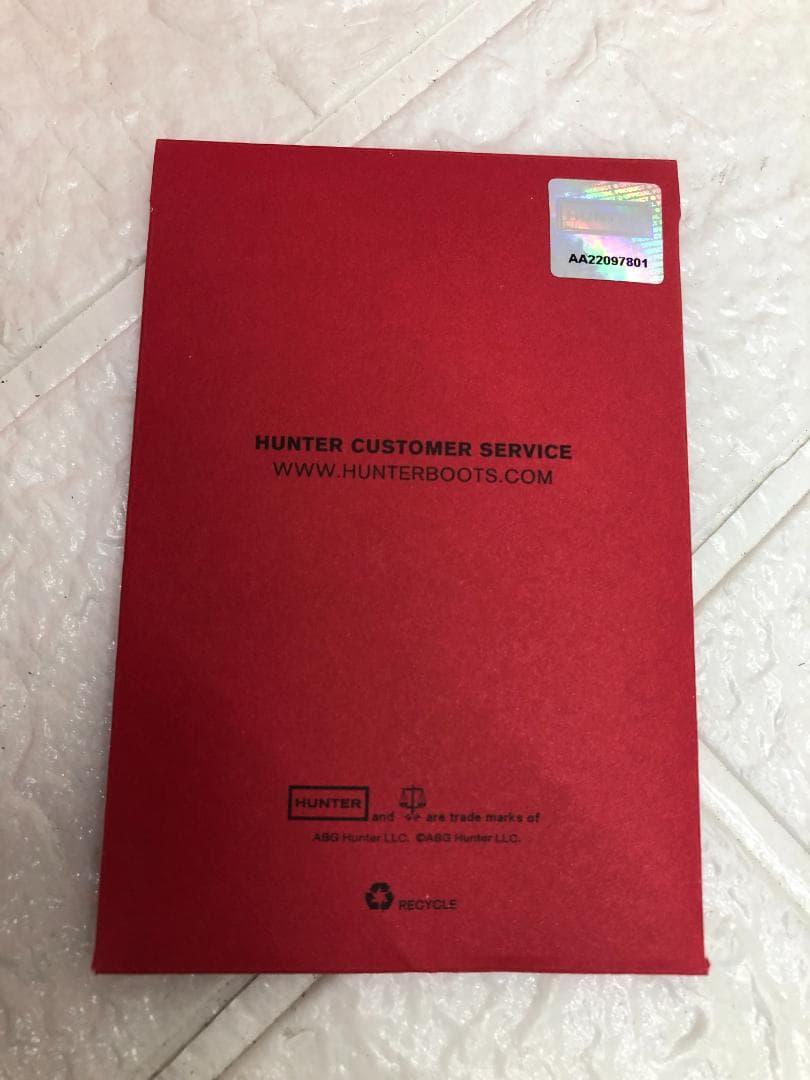 AA22097801
HUNTER CUSTOMER SERVICE
WWW.HUNTERBOOTS.COM
HUNTER and are trade marks of
ABG Hunter LLC. ©ABG Hunter LLC.
RECYCLE